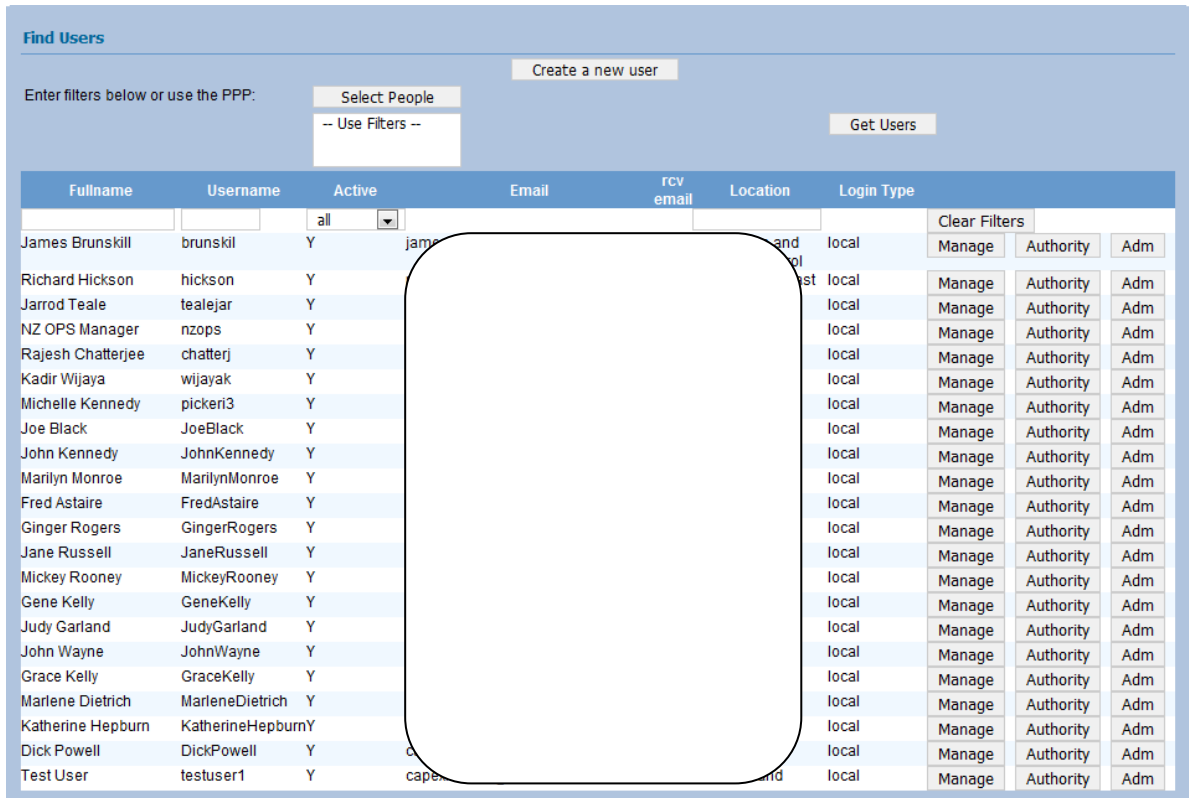 Find Users
Create a new user
Enter filters below or use the PPP: Select People
-- Use Filters -- Get Users
Fullname Username Active Email rcv email Location Login Type
all Clear Filters
James Brunskill brunskil Y and local Manage Authority Adm
Richard Hickson hickson Y local Manage Authority Adm
Jarrod Teale tealejar Y local Manage Authority Adm
NZ OPS Manager nzops Y local Manage Authority Adm
Rajesh Chatterjee chatterj Y local Manage Authority Adm
Kadir Wijaya wijayak Y local Manage Authority Adm
Michelle Kennedy pickeri3 Y local Manage Authority Adm
Joe Black JoeBlack Y local Manage Authority Adm
John Kennedy JohnKennedy Y local Manage Authority Adm
Marilyn Monroe MarilynMonroe Y local Manage Authority Adm
Fred Astaire FredAstaire Y local Manage Authority Adm
Ginger Rogers GingerRogers Y local Manage Authority Adm
Jane Russell JaneRussell Y local Manage Authority Adm
Mickey Rooney MickeyRooney Y local Manage Authority Adm
Gene Kelly GeneKelly Y local Manage Authority Adm
Judy Garland JudyGarland Y local Manage Authority Adm
John Wayne JohnWayne Y local Manage Authority Adm
Grace Kelly GraceKelly Y local Manage Authority Adm
Marlene Dietrich MarleneDietrich Y local Manage Authority Adm
Katherine Hepburn KatherineHepburnY local Manage Authority Adm
Dick Powell DickPowell Y local Manage Authority Adm
Test User testuser1 Y local Manage Authority Adm